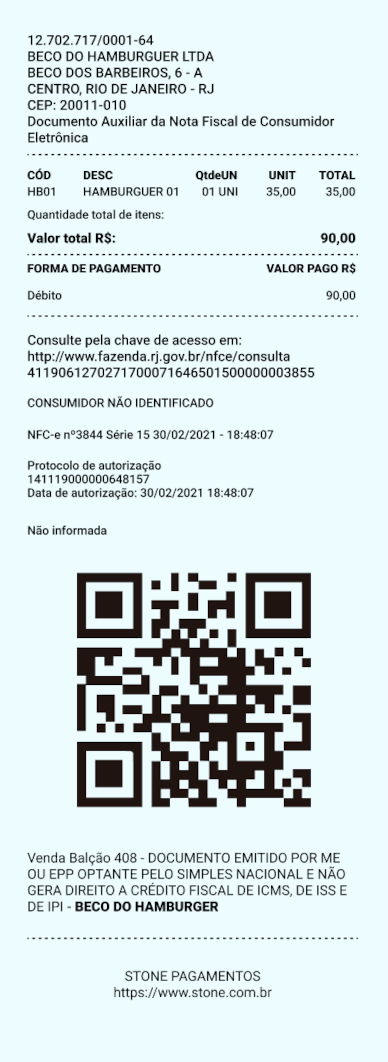 12.702.717/0001-64
BECO DO HAMBURGUER LTDA
BECO DOS BARBEIROS, 6 - A
CENTRO, RIO DE JANEIRO - RJ
CEP: 20011-010
Documento Auxiliar da Nota Fiscal de Consumidor
Eletrônica
CÓD DESC QtdeUN UNIT TOTAL
HB01 HAMBURGUER 01 01 UNI 35,00 35,00
Quantidade total de itens:
Valor total R$: 90,00
FORMA DE PAGAMENTO VALOR PAGO R$
Débito 90,00
Consulte pela chave de acesso em:
http://www.fazenda.rj.gov.br/nfce/consulta
41190612702717000716465015000000003855
CONSUMIDOR NÃO IDENTIFICADO
NFC-e nº3844 Série 15 30/02/2021 - 18:48:07
Protocolo de autorização
141119000000648157
Data de autorização: 30/02/2021 18:48:07
Não informada
Venda Balção 408 - DOCUMENTO EMITIDO POR ME
OU EPP OPTANTE PELO SIMPLES NACIONAL E NÃO
GERA DIREITO A CRÉDITO FISCAL DE ICMS, DE ISS E
DE IPI - BECO DO HAMBURGER
STONE PAGAMENTOS
https://www.stone.com.br